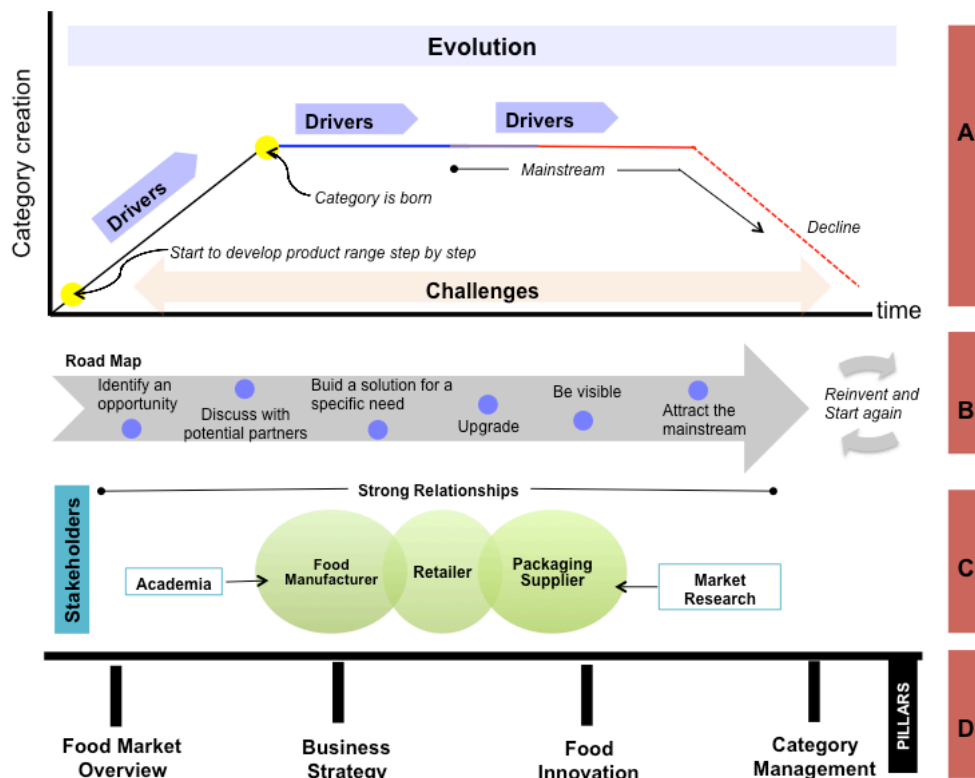 Evolution
A
Category creation
Drivers
Drivers
Drivers
Mainstream
Category is born
Decline
Start to develop product range step by step
Challenges
time
Road Map
B
Identify an
opportunity
Discuss with
potential partners
Buid a solution for a
specific need
Upgrade
Be visible
Attract the
mainstream
Reinvent and
Start again
Stakeholders
Strong Relationships
C
Academia
Food
Manufacturer
Retailer
Packaging
Supplier
Market
Research
PILLARS
D
Food Market
Overview
Business
Strategy
Food
Innovation
Category
Management